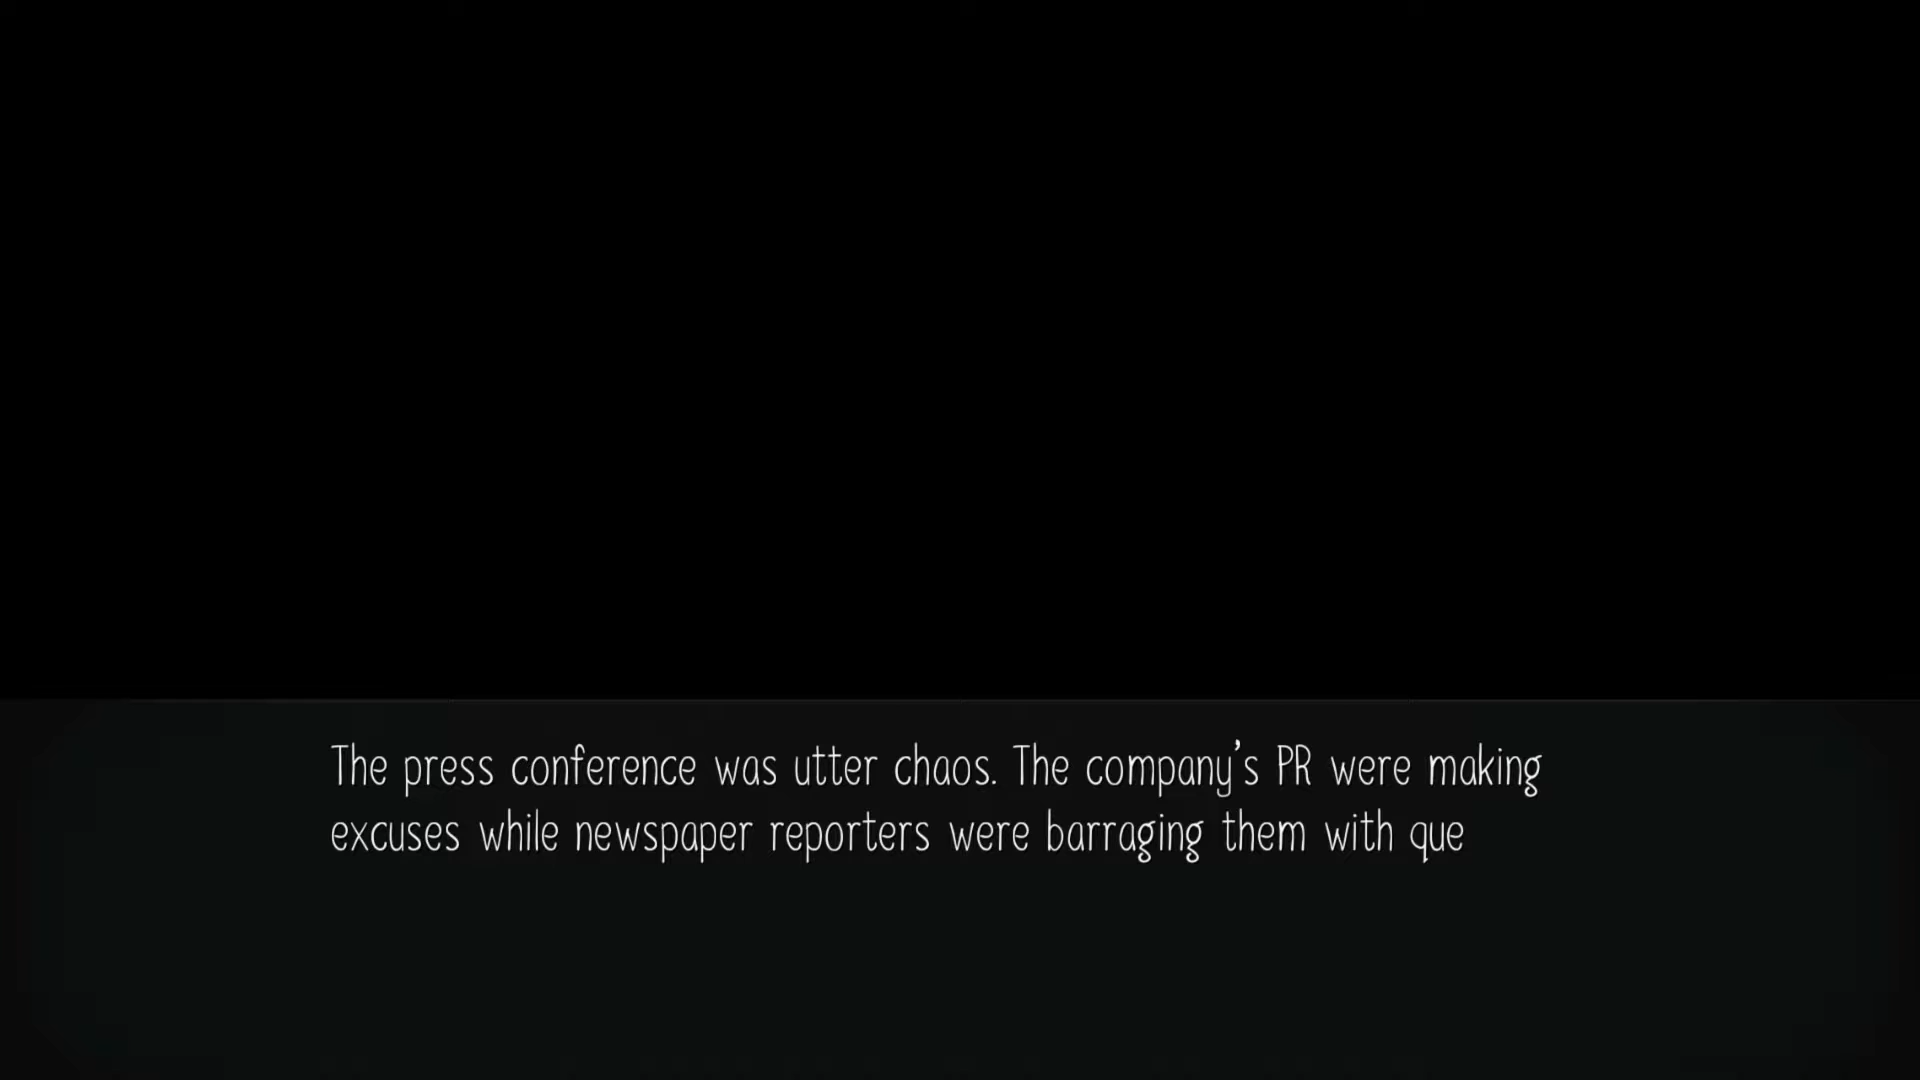 The press conference was utter chaos. The company's PR were making
excuses while newspaper reporters were barraging them with que